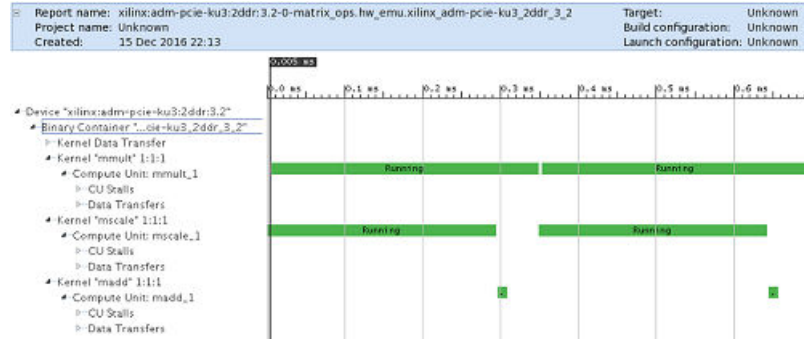 Report name: xilinx:adm-pcie-ku3:2ddr:3.2-0-matrix_ops.hw_emu.xilinx_adm-pcie-ku3_2ddr_3_2 Target: Unknown
Project name: Unknown Build configuration: Unknown
Created: 15 Dec 2016 22:13 Launch configuration: Unknown
0.005 ms
0.0 ms 0.1 ms 0.2 ms 0.3 ms 0.4 ms 0.5 ms 0.6 ms
Device "xilinx:adm-pcie-ku3:2ddr:3.2"
Binary Container "...cie-ku3_2ddr_3_2"
Kernel Data Transfer
Kernel "mmult" 1:1:1
Compute Unit: mmult_1 Running Running
CU Stalls
Data Transfers
Kernel "mscale" 1:1:1
Compute Unit: mscale_1 Running Running
CU Stalls
Data Transfers
Kernel "madd" 1:1:1
Compute Unit: madd_1
CU Stalls
Data Transfers